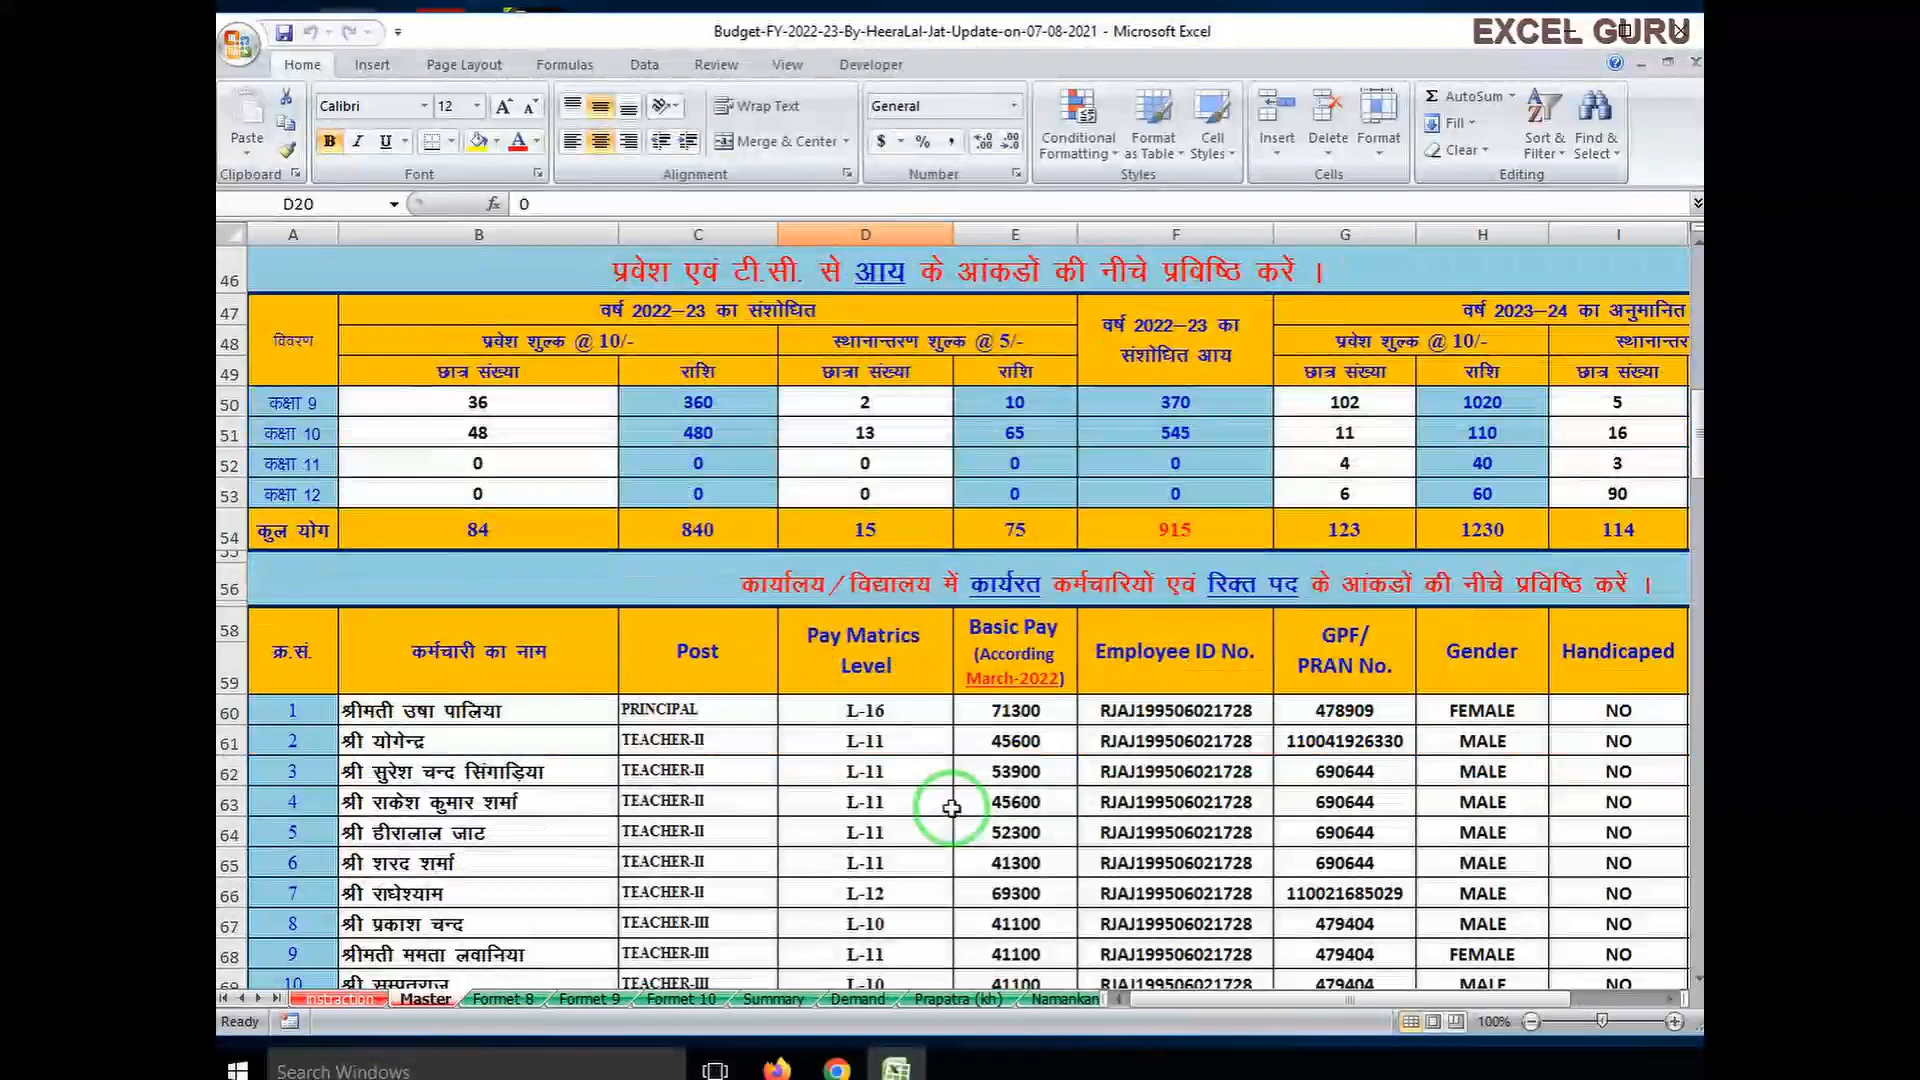 Budget-FY-2022-23-By-HeeraLal-Jat-Update-on-07-08-2021 - Microsoft Excel
EXCEL GURU
Home Insert Page Layout Formulas Data Review View Developer
Calibri 12 Wrap Text General AutoSum
Paste B I U Merge & Center $ % , Conditional Formatting Format as Table Cell Styles Insert Delete Format Fill Clear Sort & Filter Find & Select
Clipboard Font Alignment Number Styles Cells Editing
D20 fx 0
A B C D E F G H I
46 प्रवेश एवं टी.सी. से आय के आंकडों की नीचे प्रविष्ठि करें ।
47 वर्ष 2022–23 का संशोधित वर्ष 2023–24 का अनुमानित
विवरण वर्ष 2022–23 का संशोधित आय
48 प्रवेश शुल्क @ 10/- स्थानान्तरण शुल्क @ 5/- प्रवेश शुल्क @ 10/- स्थानान्तर
49 छात्र संख्या राशि छात्रा संख्या राशि छात्र संख्या राशि छात्र संख्या
50 कक्षा 9 36 360 2 10 370 102 1020 5
51 कक्षा 10 48 480 13 65 545 11 110 16
52 कक्षा 11 0 0 0 0 0 4 40 3
53 कक्षा 12 0 0 0 0 0 6 60 90
54 कुल योग 84 840 15 75 915 123 1230 114
55
56 कार्यालय/विद्यालय में कार्यरत कर्मचारियों एवं रिक्त पद के आंकडों की नीचे प्रविष्ठि करें ।
58
59 क्र.सं. कर्मचारी का नाम Post Pay Matrics Level Basic Pay (According March-2022) Employee ID No. GPF/ PRAN No. Gender Handicaped
60 1 श्रीमती उषा पालिया PRINCIPAL L-16 71300 RJAJ199506021728 478909 FEMALE NO
61 2 श्री योगेन्द्र TEACHER-II L-11 45600 RJAJ199506021728 110041926330 MALE NO
62 3 श्री सुरेश चन्द सिंगाड़िया TEACHER-II L-11 53900 RJAJ199506021728 690644 MALE NO
63 4 श्री राकेश कुमार शर्मा TEACHER-II L-11 45600 RJAJ199506021728 690644 MALE NO
64 5 श्री हीरालाल जाट TEACHER-II L-11 52300 RJAJ199506021728 690644 MALE NO
65 6 श्री शरद शर्मा TEACHER-II L-11 41300 RJAJ199506021728 690644 MALE NO
66 7 श्री राधेश्याम TEACHER-II L-12 69300 RJAJ199506021728 110021685029 MALE NO
67 8 श्री प्रकाश चन्द TEACHER-III L-10 41100 RJAJ199506021728 479404 MALE NO
68 9 श्रीमती ममता लवानिया TEACHER-III L-11 41100 RJAJ199506021728 479404 FEMALE NO
69 10 श्री सम्पतराज TEACHER-III L-10 41100 RJAJ199506021728 479404 MALE NO
instraction Master Formet 8 Formet 9 Formet 10 Summary Demand Prapatra (kh) Namankan
Ready 100%
Search Windows